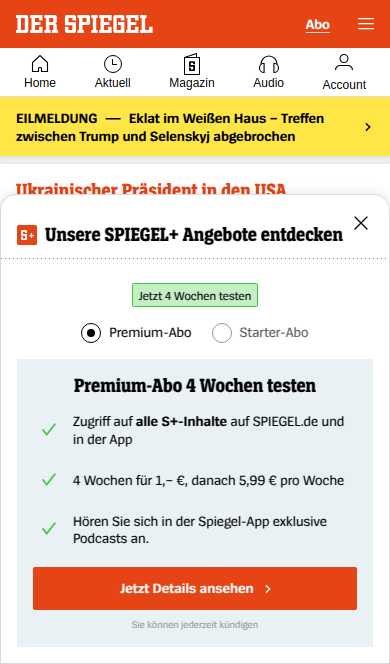 DER SPIEGEL
Abo
Home
Aktuell
Magazin
Audio
Account
EILMELDUNG — Eklat im Weißen Haus – Treffen
zwischen Trump und Selenskyj abgebrochen
Ukrainischer Präsident in den USA
S+ Unsere SPIEGEL+ Angebote entdecken
Jetzt 4 Wochen testen
Premium-Abo
Starter-Abo
Premium-Abo 4 Wochen testen
Zugriff auf alle S+-Inhalte auf SPIEGEL.de und
in der App
4 Wochen für 1,– €, danach 5,99 € pro Woche
Hören Sie sich in der Spiegel-App exklusive
Podcasts an.
Jetzt Details ansehen
Sie können jederzeit kündigen